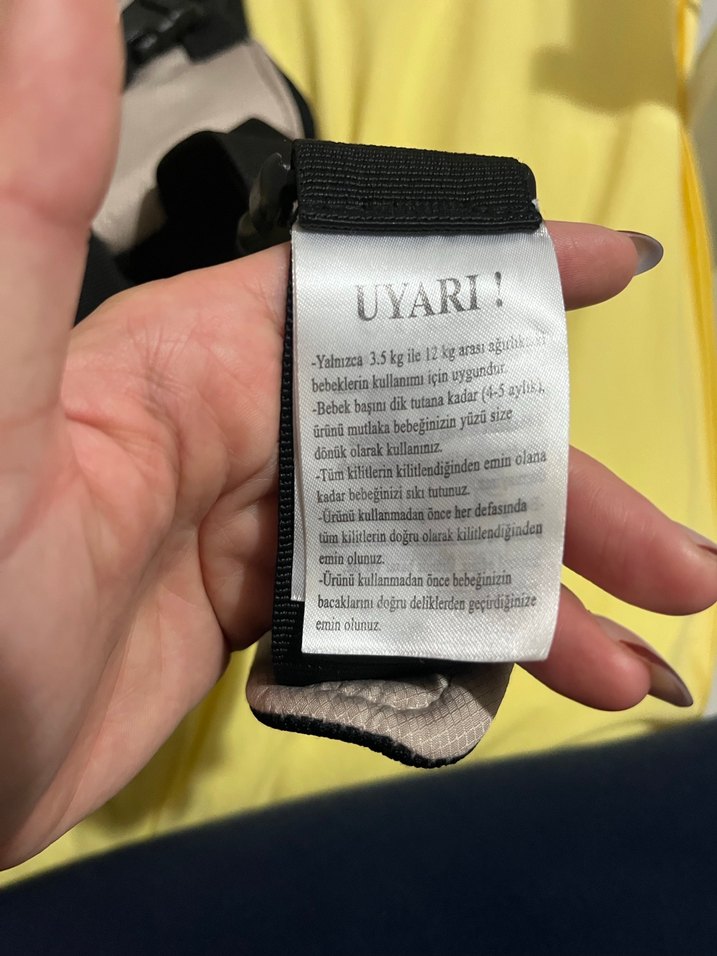 UYARI !
-Yalnızca 3.5 kg ile 12 kg arası
bebeklerin kullanımı için uygundur.
-Bebek başını dik tutana kadar (4-5 aylık),
ürünü mutlaka bebeğinizin yüzü size
dönük olarak kullanınız.
-Tüm kilitlerin kilitlendiğinden emin olana
kadar bebeğinizi sıkı tutunuz.
-Ürünü kullanmadan önce her defasında
tüm kilitlerin doğru olarak kilitlendiğinden
emin olunuz.
-Ürünü kullanmadan önce bebeğinizin
bacaklarını doğru deliklerden geçirdiğinize
emin olunuz.